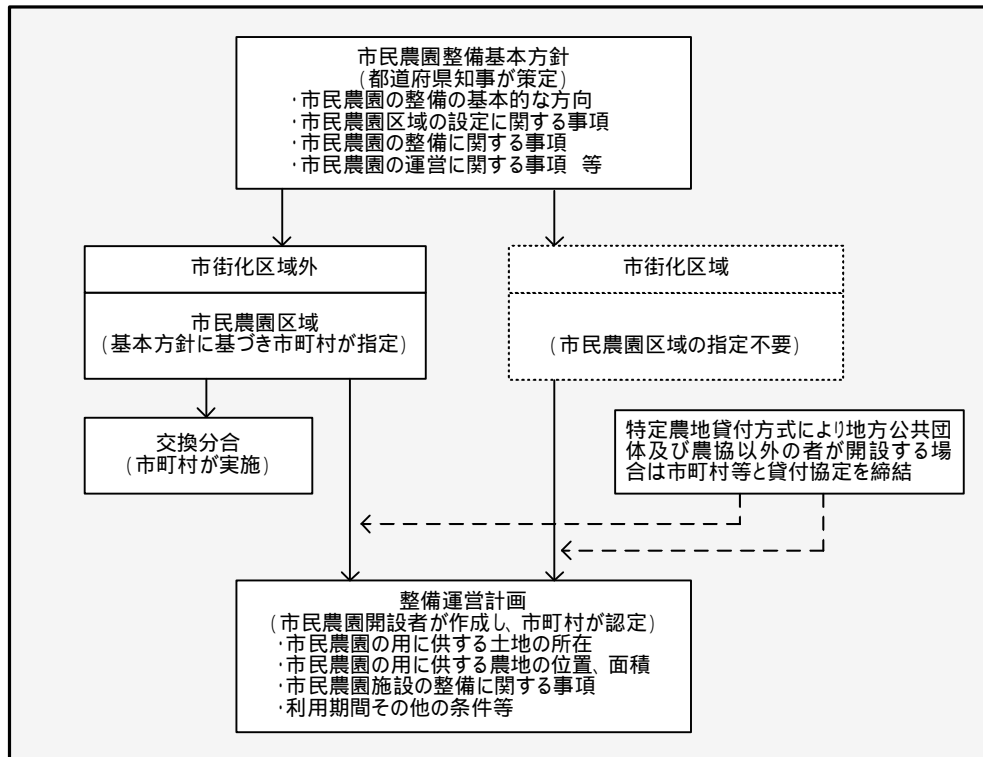 市民農園整備基本方針
(都道府県知事が策定)
・市民農園の整備の基本的な方向
・市民農園区域の設定に関する事項
・市民農園の整備に関する事項
・市民農園の運営に関する事項 等
市街化区域外
市民農園区域
(基本方針に基づき市町村が指定)
市街化区域
(市民農園区域の指定不要)
交換分合
(市町村が実施)
特定農地貸付方式により地方公共団
体及び農協以外の者が開設する場
合は市町村等と貸付協定を締結
整備運営計画
(市民農園開設者が作成し、市町村が認定)
・市民農園の用に供する土地の所在
・市民農園の用に供する農地の位置、面積
・市民農園施設の整備に関する事項
・利用期間その他の条件等